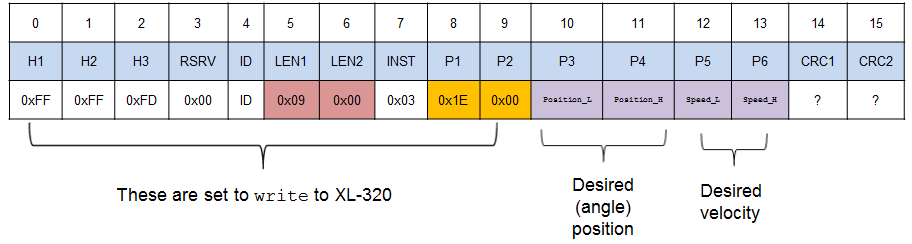 0 1 2 3 4 5 6 7 8 9 10 11 12 13 14 15
H1 H2 H3 RSRV ID LEN1 LEN2 INST P1 P2 P3 P4 P5 P6 CRC1 CRC2
0xFF 0xFF 0xFD 0x00 ID 0x09 0x00 0x03 0x1E 0x00 Position_L Position_H Speed_L Speed_H ? ?
These are set to write to XL-320
Desired
(angle)
position
Desired
velocity